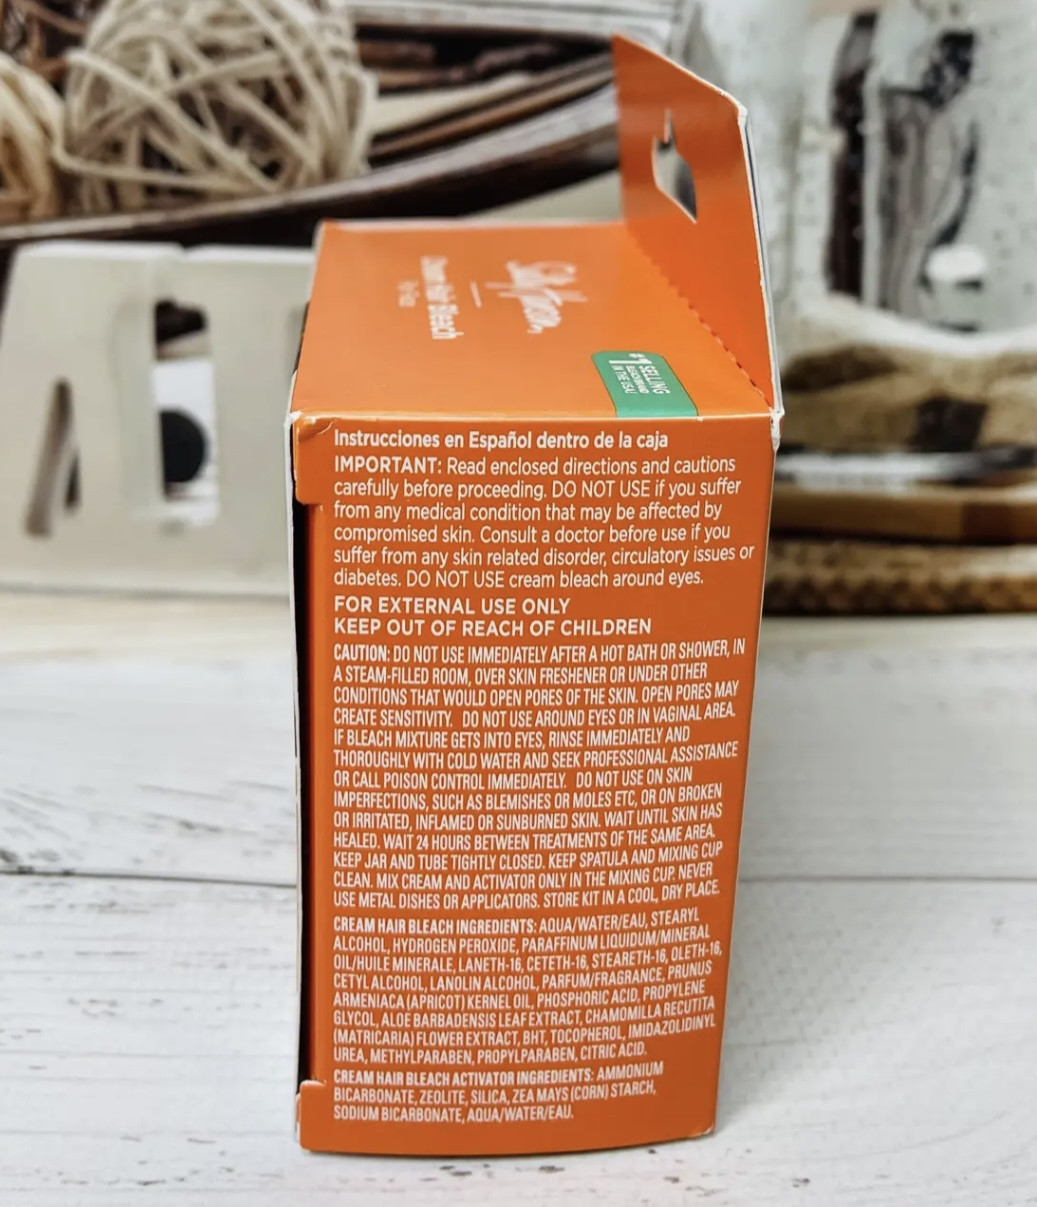 Sally Hansen
Cream Hair Bleach
For Face
#1 SELLING
BLEACH BRAND
IN THE USA!
Instrucciones en Español dentro de la caja
IMPORTANT: Read enclosed directions and cautions
carefully before proceeding. DO NOT USE if you suffer
from any medical condition that may be affected by
compromised skin. Consult a doctor before use if you
suffer from any skin related disorder, circulatory issues or
diabetes. DO NOT USE cream bleach around eyes.
FOR EXTERNAL USE ONLY
KEEP OUT OF REACH OF CHILDREN
CAUTION: DO NOT USE IMMEDIATELY AFTER A HOT BATH OR SHOWER, IN
A STEAM-FILLED ROOM, OVER SKIN FRESHENER OR UNDER OTHER
CONDITIONS THAT WOULD OPEN PORES OF THE SKIN. OPEN PORES MAY
CREATE SENSITIVITY. DO NOT USE AROUND EYES OR IN VAGINAL AREA.
IF BLEACH MIXTURE GETS INTO EYES, RINSE IMMEDIATELY AND
THOROUGHLY WITH COLD WATER AND SEEK PROFESSIONAL ASSISTANCE
OR CALL POISON CONTROL IMMEDIATELY. DO NOT USE ON SKIN
IMPERFECTIONS, SUCH AS BLEMISHES OR MOLES ETC, OR ON BROKEN
OR IRRITATED, INFLAMED OR SUNBURNED SKIN. WAIT UNTIL SKIN HAS
HEALED. WAIT 24 HOURS BETWEEN TREATMENTS OF THE SAME AREA.
KEEP JAR AND TUBE TIGHTLY CLOSED. KEEP SPATULA AND MIXING CUP
CLEAN. MIX CREAM AND ACTIVATOR ONLY IN THE MIXING CUP. NEVER
USE METAL DISHES OR APPLICATORS. STORE KIT IN A COOL, DRY PLACE.
CREAM HAIR BLEACH INGREDIENTS: AQUA/WATER/EAU, STEARYL
ALCOHOL, HYDROGEN PEROXIDE, PARAFFINUM LIQUIDUM/MINERAL
OIL/HUILE MINERALE, LANETH-16, CETETH-16, STEARETH-16, OLETH-16,
CETYL ALCOHOL, LANOLIN ALCOHOL, PARFUM/FRAGRANCE, PRUNUS
ARMENIACA (APRICOT) KERNEL OIL, PHOSPHORIC ACID, PROPYLENE
GLYCOL, ALOE BARBADENSIS LEAF EXTRACT, CHAMOMILLA RECUTITA
(MATRICARIA) FLOWER EXTRACT, BHT, TOCOPHEROL, IMIDAZOLIDINYL
UREA, METHYLPARABEN, PROPYLPARABEN, CITRIC ACID.
CREAM HAIR BLEACH ACTIVATOR INGREDIENTS: AMMONIUM
BICARBONATE, ZEOLITE, SILICA, ZEA MAYS (CORN) STARCH,
SODIUM BICARBONATE, AQUA/WATER/EAU.